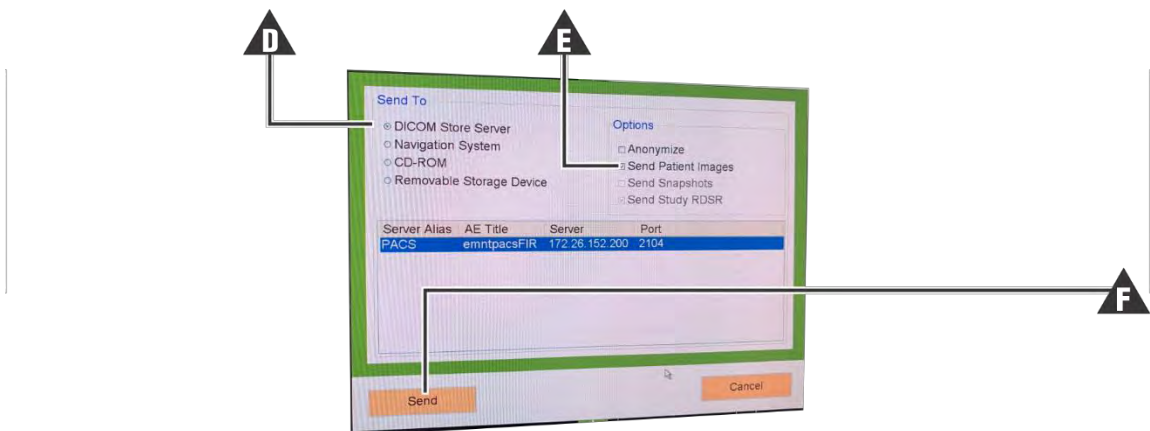 D
E
Send To
DICOM Store Server
Navigation System
CD-ROM
Removable Storage Device
Options
Anonymize
Send Patient Images
Send Snapshots
Send Study RDSR
Server Alias AE Title Server Port
PACS emntpacsFIR 172.26.152.200 2104
F
Send
Cancel